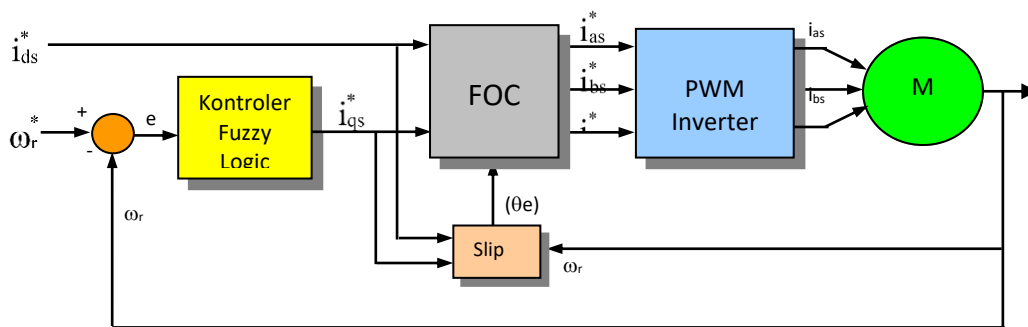 i*ds
ω*r
+
-
e
Kontroler
Fuzzy
Logic
i*qs
FOC
i*as
i*bs
i*
PWM
Inverter
ias
ibs
M
ωr
(θe)
Slip
ωr